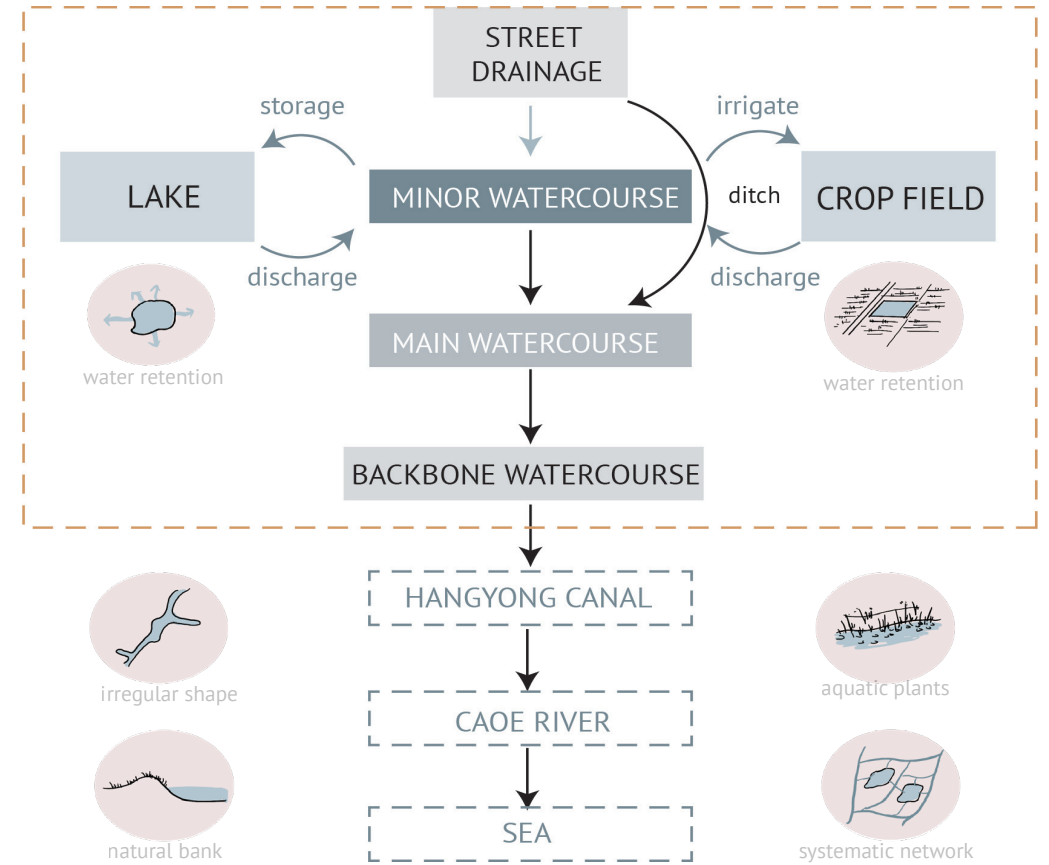 STREET
DRAINAGE
storage
irrigate
LAKE
MINOR WATERCOURSE
ditch
CROP FIELD
discharge
discharge
MAIN WATERCOURSE
water retention
water retention
BACKBONE WATERCOURSE
HANGYONG CANAL
irregular shape
aquatic plants
CAOE RIVER
SEA
natural bank
systematic network